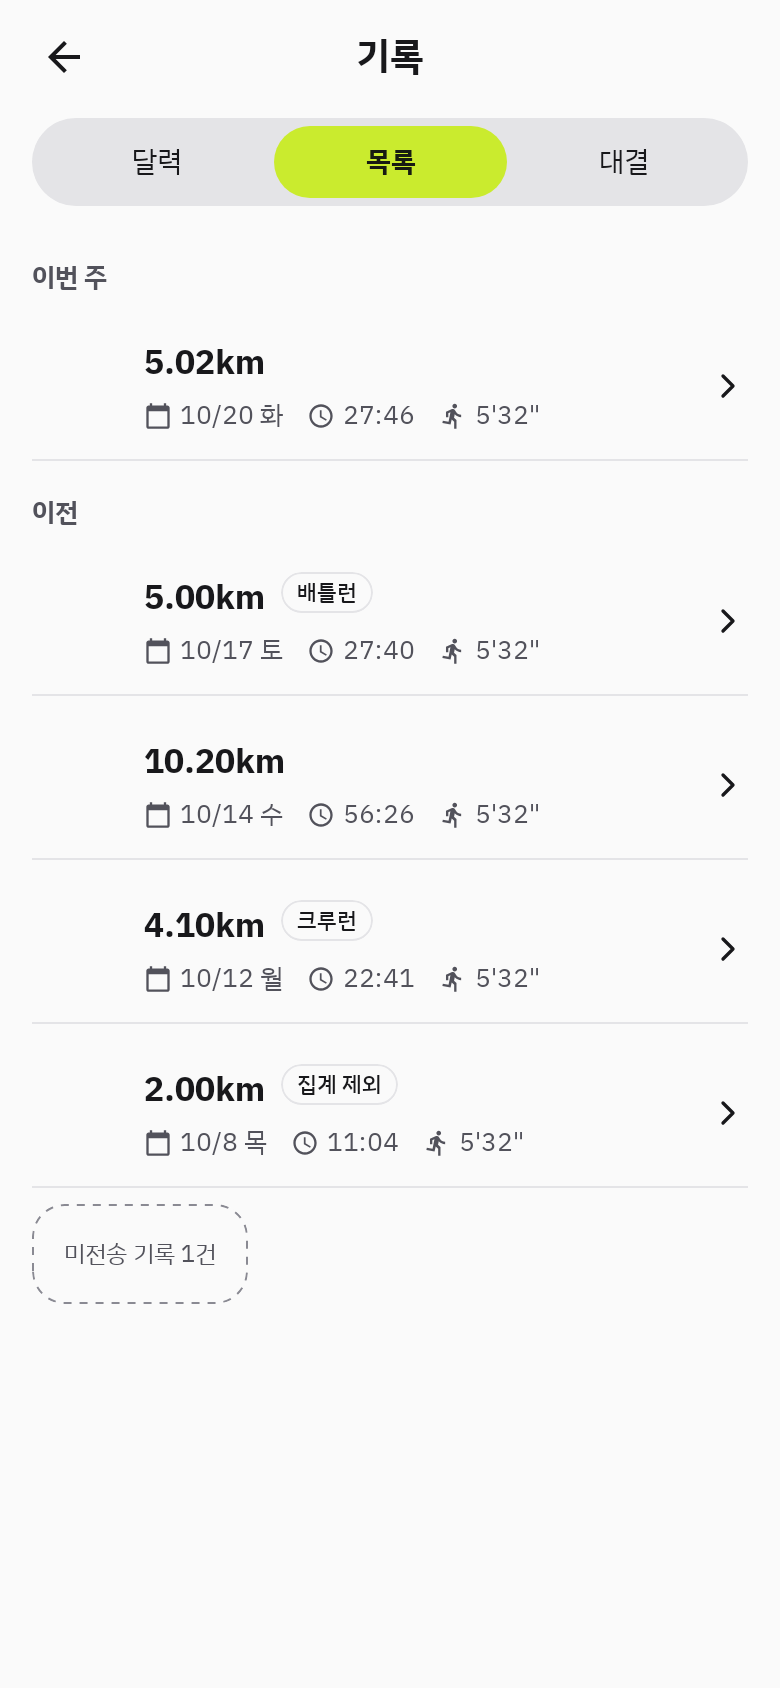 기록
달력 목록 대결
이번 주
5.02km
10/20 화 27:46 5'32"
이전
5.00km 배틀런
10/17 토 27:40 5'32"
10.20km
10/14 수 56:26 5'32"
4.10km 크루런
10/12 월 22:41 5'32"
2.00km 집계 제외
10/8 목 11:04 5'32"
미전송 기록 1건